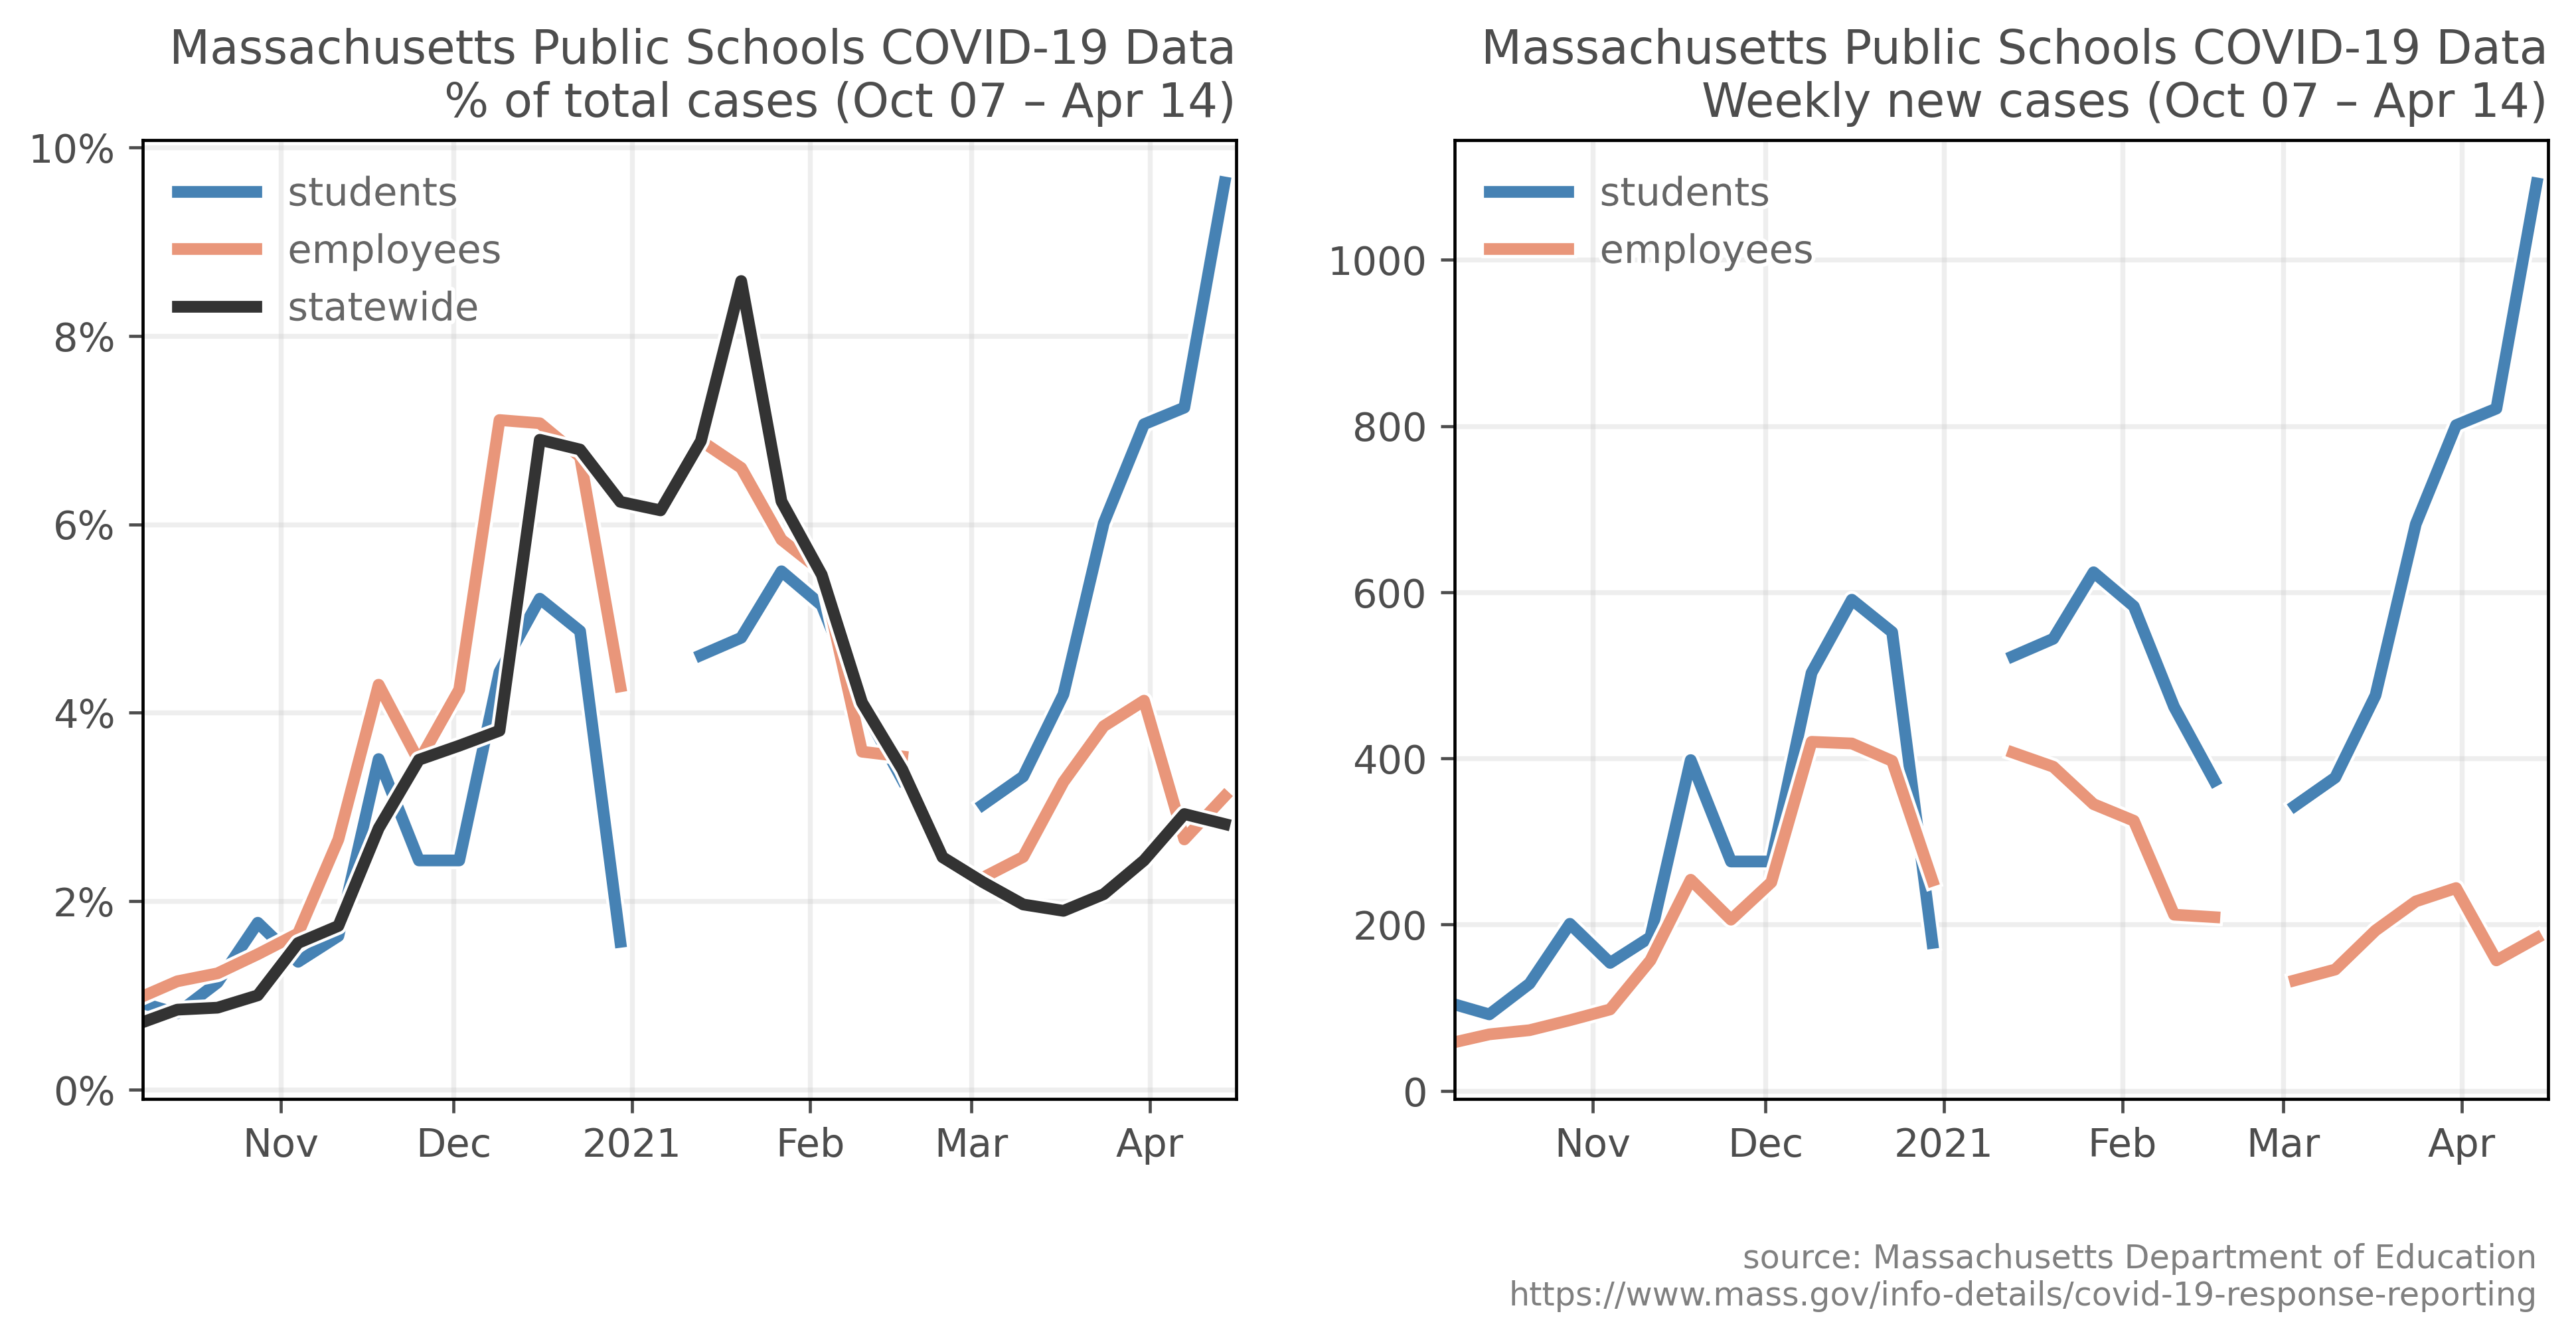 Massachusetts Public Schools COVID-19 Data
% of total cases (Oct 07 – Apr 14)
10%
8%
6%
4%
2%
0%
students
employees
statewide
Nov
Dec
2021
Feb
Mar
Apr
Massachusetts Public Schools COVID-19 Data
Weekly new cases (Oct 07 – Apr 14)
1000
800
600
400
200
0
students
employees
Nov
Dec
2021
Feb
Mar
Apr
source: Massachusetts Department of Education
https://www.mass.gov/info-details/covid-19-response-reporting